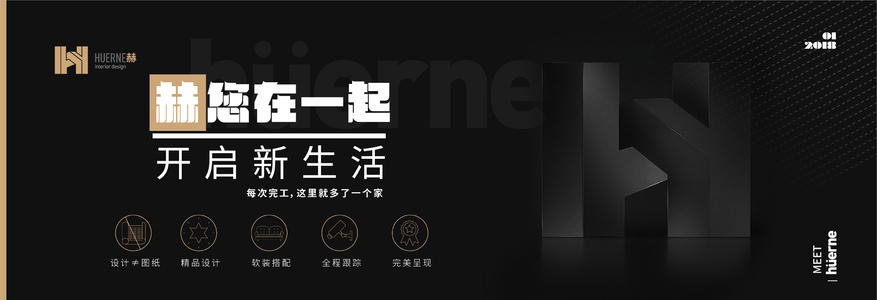 HUERNE赫
interior design
hüerne
01
2018
赫您在一起
开启新生活
每次完工，这里就多了一个家
设计≠图纸
精品设计
软装搭配
全程跟踪
完美呈现
MEET
hüerne